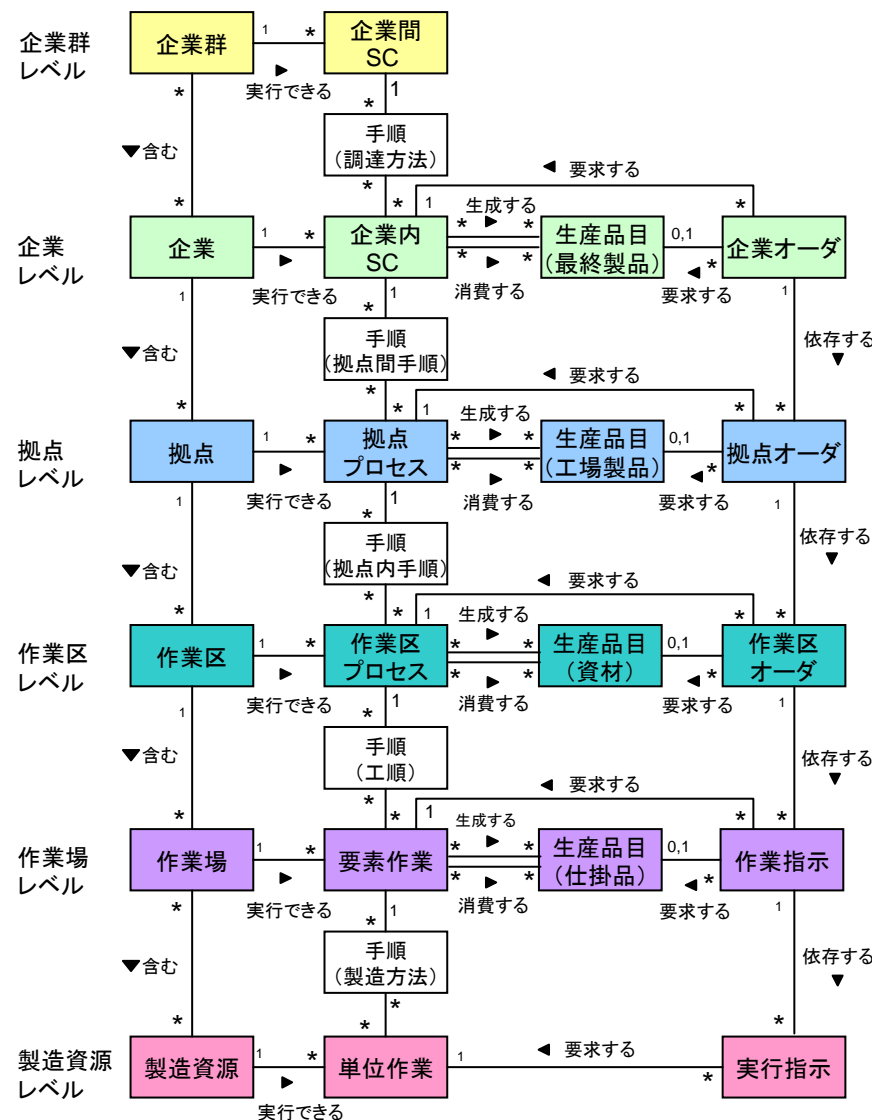 企業群
レベル
企業群
1
*
実行できる
▶
企業間
SC
*
1
*
▼含む
手順
(調達方法)
◀ 要求する
*
*
*
1
*
企業
レベル
企業
1
*
実行できる
▶
企業内
SC
生成する
* ▶ *
* ▶ *
消費する
生産品目
(最終製品)
0,1
*
◀
要求する
企業オーダ
1
*
1
1
▼含む
手順
(拠点間手順)
依存する
▼
◀ 要求する
*
*
*
1
*
*
拠点
レベル
拠点
1
*
実行できる
▶
拠点
プロセス
生成する
* ▶ *
* ▶ *
消費する
生産品目
(工場製品)
0,1
*
◀
要求する
拠点オーダ
1
*
1
1
▼含む
手順
(拠点内手順)
依存する
▼
◀ 要求する
*
*
*
1
*
*
作業区
レベル
作業区
1
*
実行できる
▶
作業区
プロセス
生成する
* ▶ *
* ▶ *
消費する
生産品目
(資材)
0,1
*
◀
要求する
作業区
オーダ
1
*
1
1
▼含む
手順
(工順)
依存する
▼
◀ 要求する
*
*
*
1
*
*
作業場
レベル
作業場
1
*
実行できる
▶
要素作業
生成する
* ▶ *
* ▶ *
消費する
生産品目
(仕掛品)
0,1
*
◀
要求する
作業指示
*
*
1
1
▼含む
手順
(製造方法)
依存する
▼
*
*
*
*
製造資源
レベル
製造資源
1
*
実行できる
▶
単位作業
1
◀ 要求する
*
実行指示